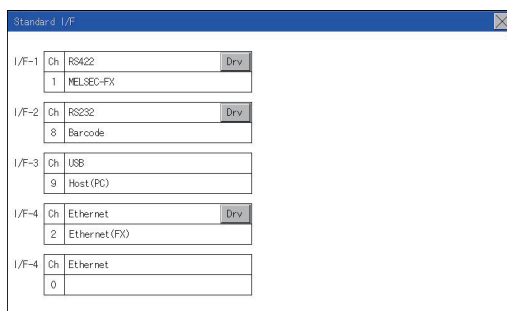 Standard I/F
I/F-1 Ch RS422 Drv
1 MELSEC-FX
I/F-2 Ch RS232 Drv
8 Barcode
I/F-3 Ch USB
9 Host(PC)
I/F-4 Ch Ethernet Drv
2 Ethernet(FX)
I/F-4 Ch Ethernet
0